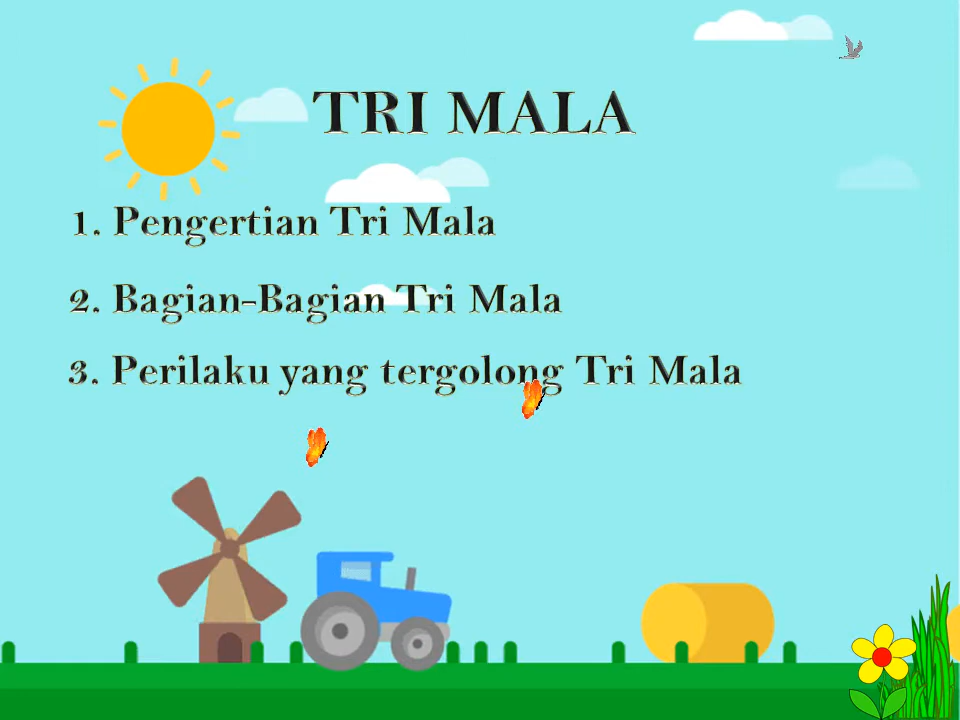 TRI MALA
1. Pengertian Tri Mala
2. Bagian-Bagian Tri Mala
3. Perilaku yang tergolong Tri Mala